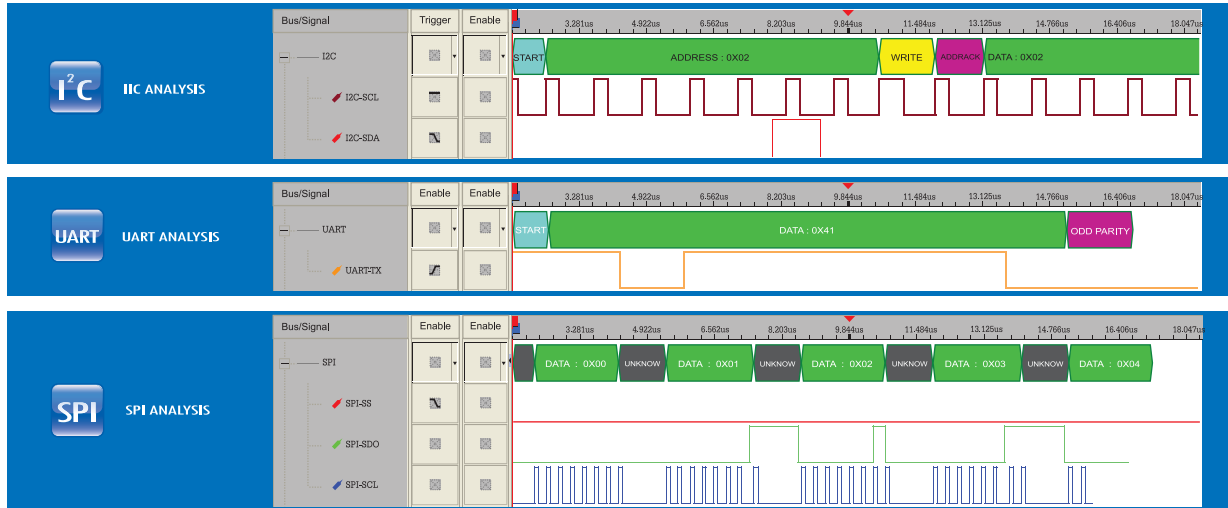 Bus/Signal Trigger Enable 3.281us 4.922us 6.562us 8.203us 9.844us 11.484us 13.125us 14.766us 16.406us 18.047us
I2C START ADDRESS : 0X02 WRITE ADDRACK DATA : 0X02
I2C IIC ANALYSIS
I2C-SCL
I2C-SDA
Bus/Signal Enable Enable 3.281us 4.922us 6.562us 8.203us 9.844us 11.484us 13.125us 14.766us 16.406us 18.047us
UART UART ANALYSIS UART START DATA : 0X41 ODD PARITY
UART-TX
Bus/Signal Enable Enable 3.281us 4.922us 6.562us 8.203us 9.844us 11.484us 13.125us 14.766us 16.406us 18.047us
SPI DATA : 0X00 UNKNOW DATA : 0X01 UNKNOW DATA : 0X02 UNKNOW DATA : 0X03 UNKNOW DATA : 0X04
SPI SPI ANALYSIS SPI-SS
SPI-SDO
SPI-SCL